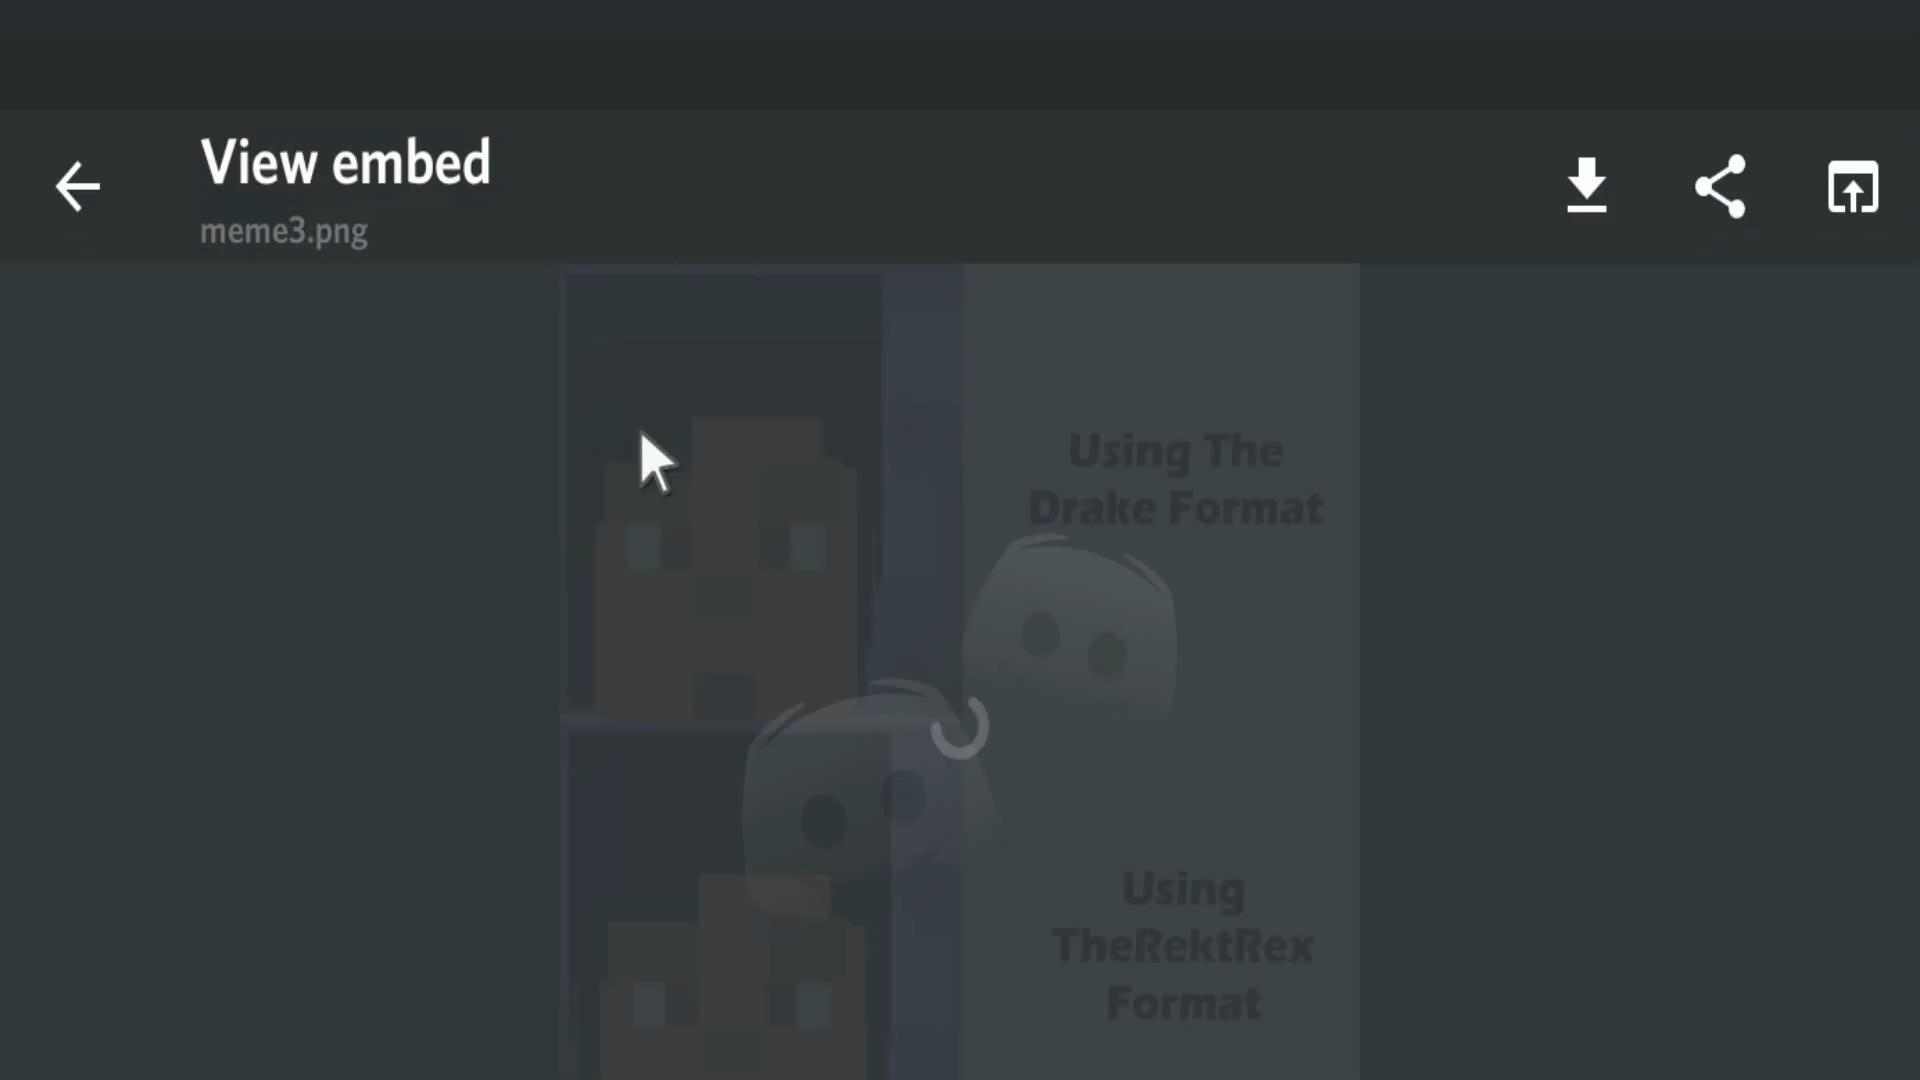 View embed
meme3.png
Using The
Drake Format
Using
TheRektRex
Format